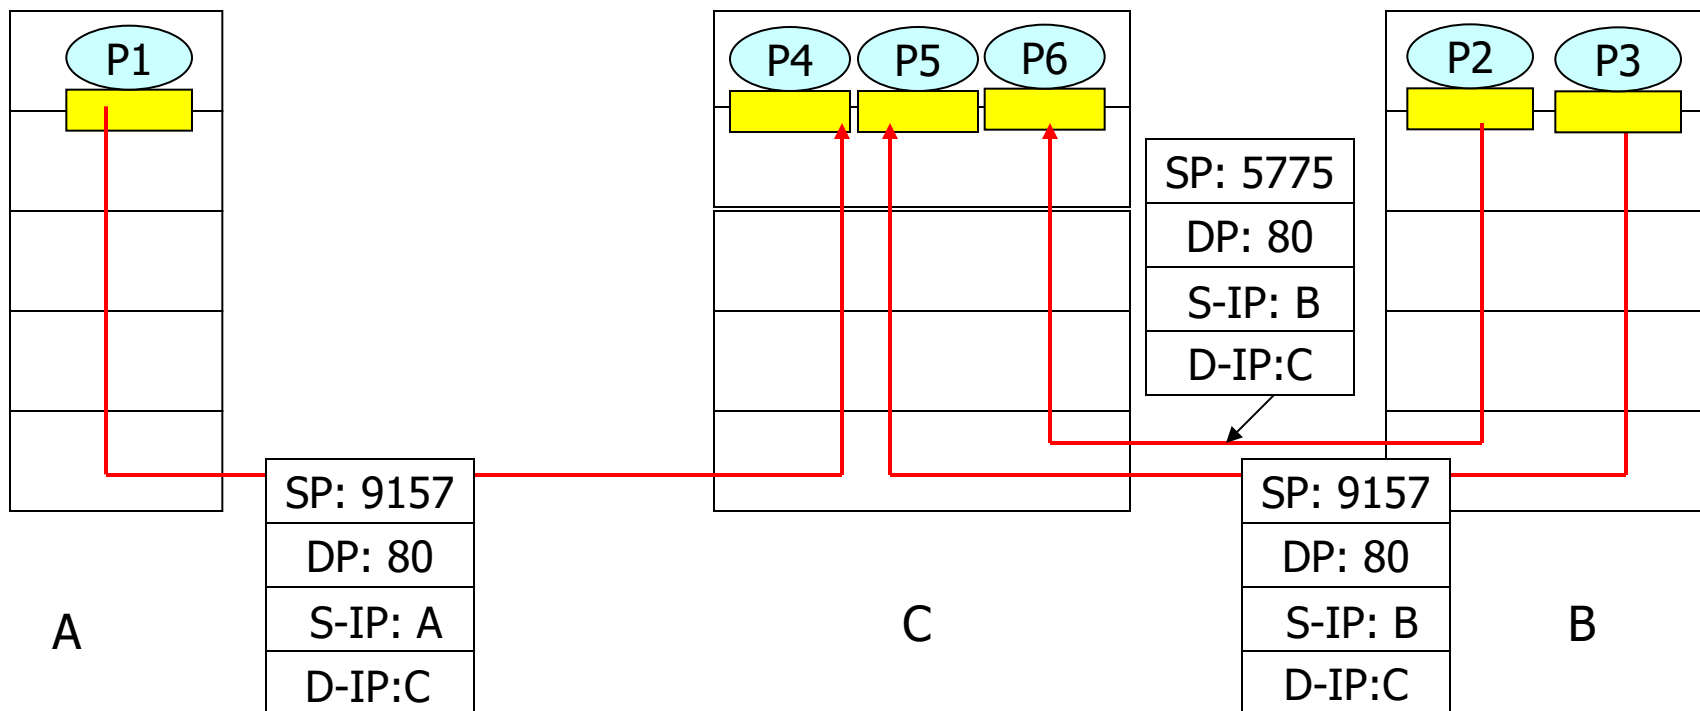 P1
P4
P5
P6
P2
P3
SP: 5775
DP: 80
S-IP: B
D-IP:C
SP: 9157
DP: 80
S-IP: A
D-IP:C
SP: 9157
DP: 80
S-IP: B
D-IP:C
A
C
B